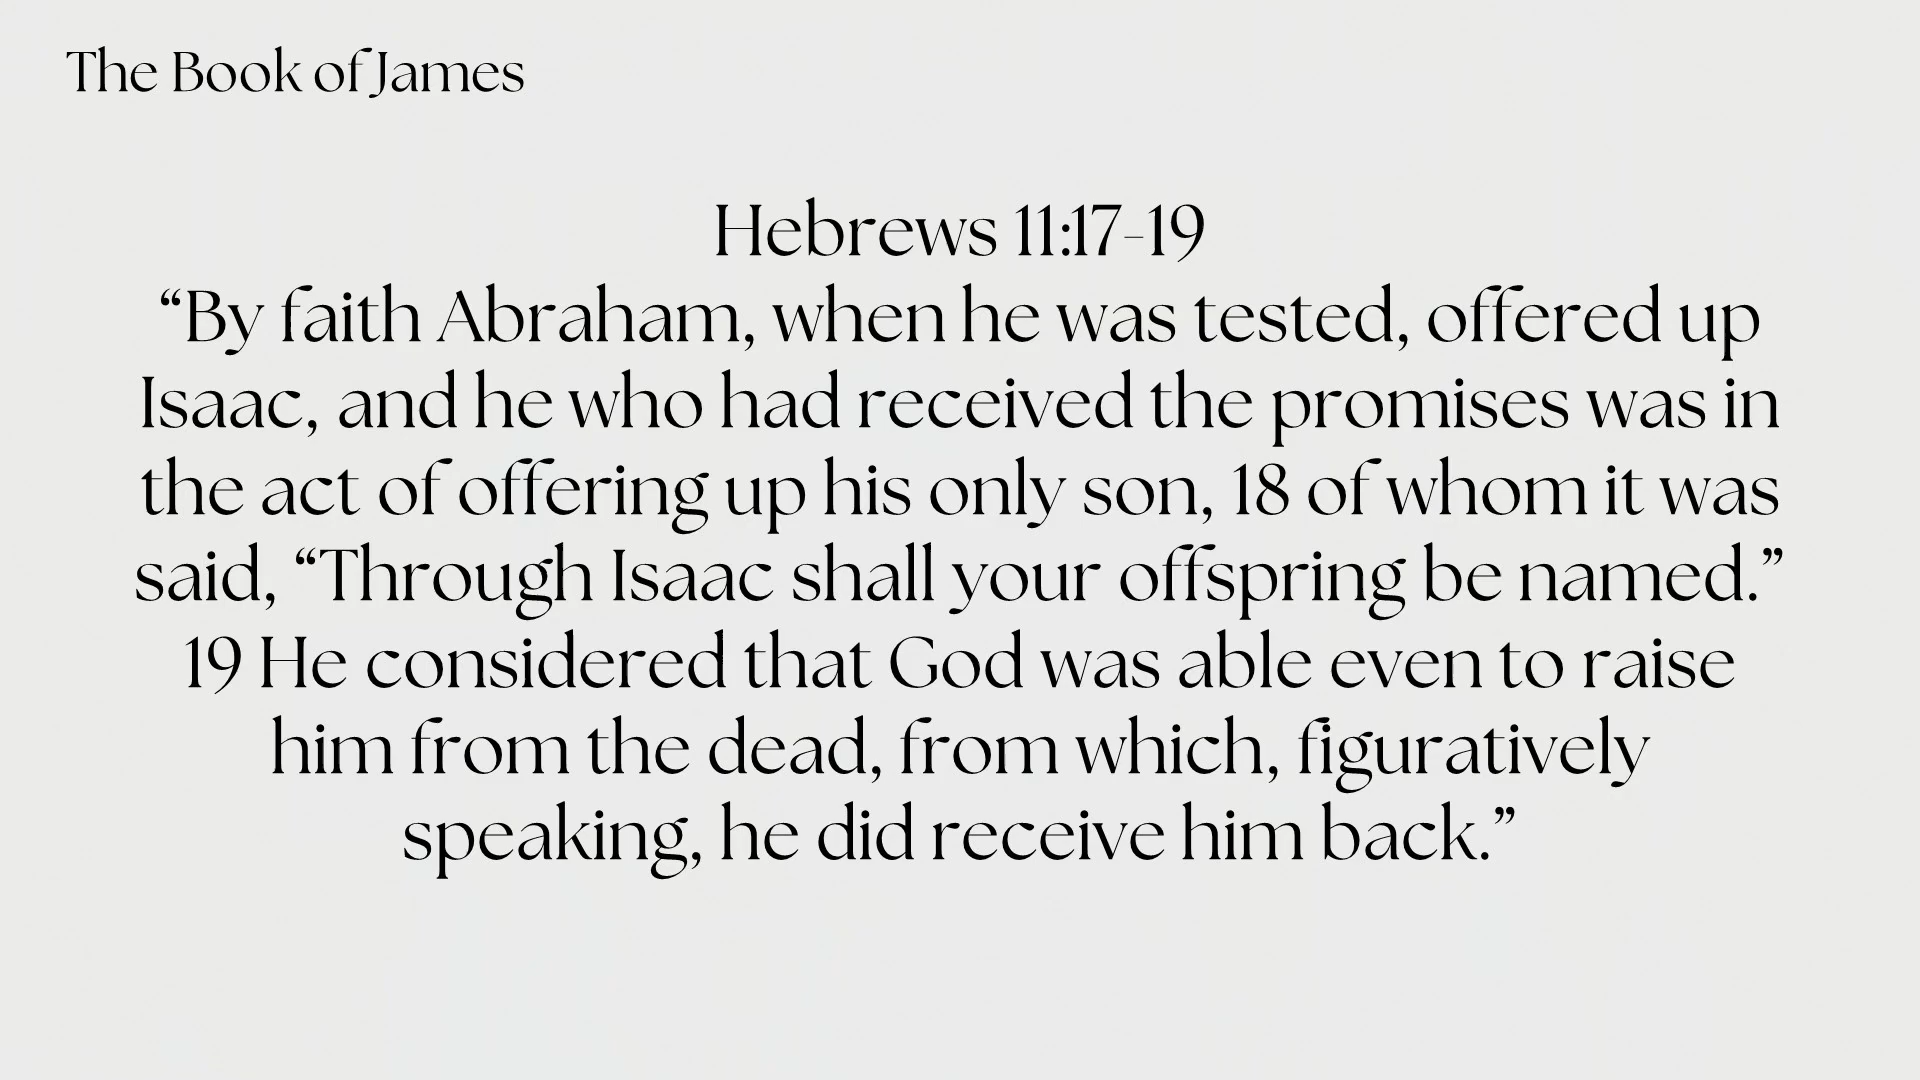 The Book of James
Hebrews 11:17-19
“By faith Abraham, when he was tested, offered up
Isaac, and he who had received the promises was in
the act of offering up his only son, 18 of whom it was
said, “Through Isaac shall your offspring be named.”
19 He considered that God was able even to raise
him from the dead, from which, figuratively
speaking, he did receive him back.”